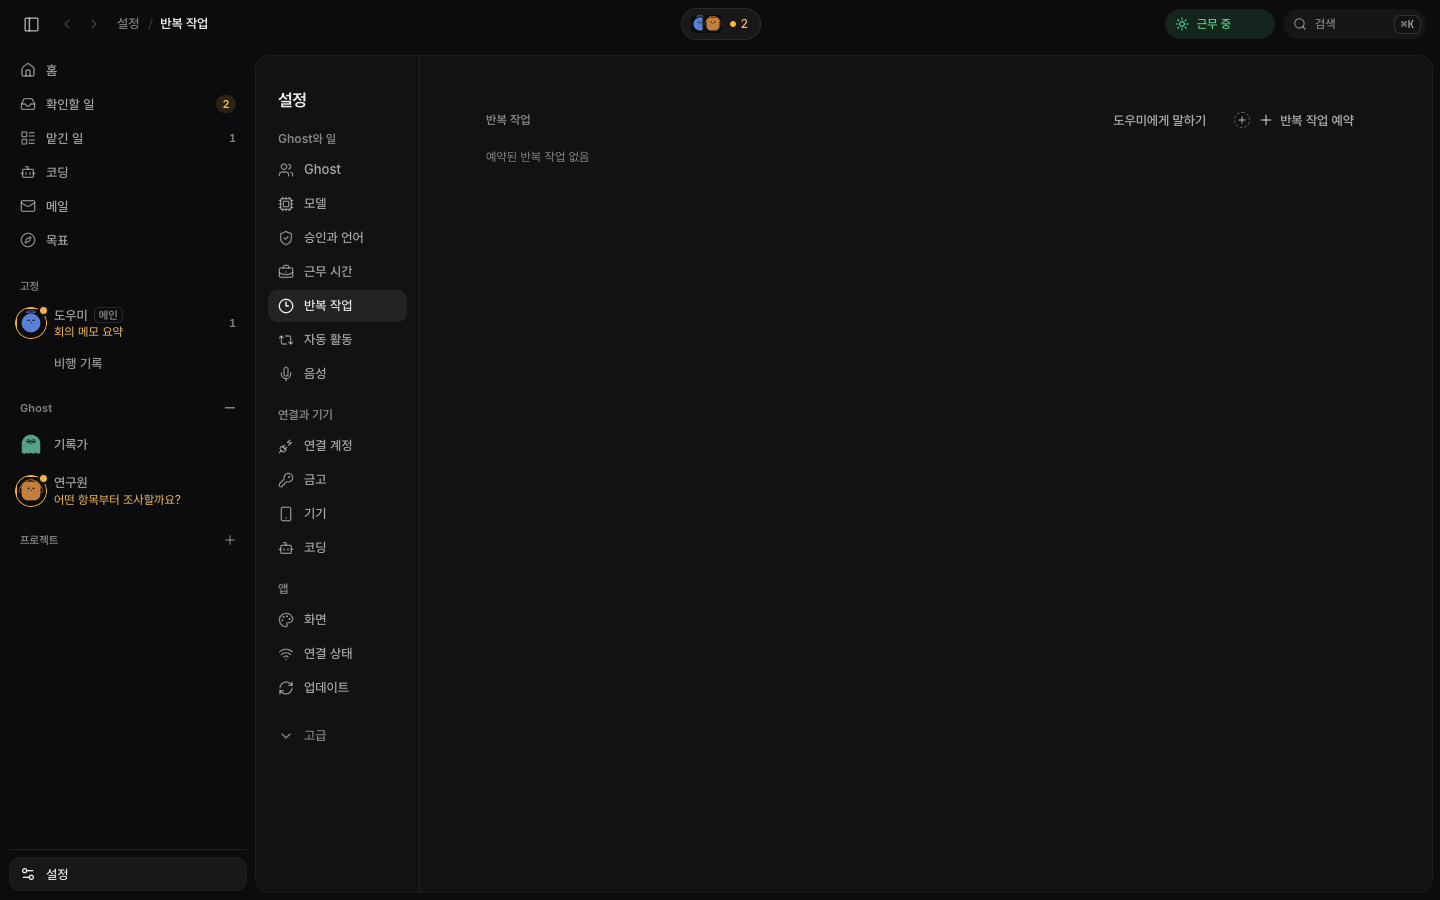 설정 / 반복 작업
2
근무 중
검색
⌘K
홈
확인할 일 2
맡긴 일 1
코딩
메일
목표
고정
도우미 메인
회의 메모 요약
1
비행 기록
Ghost
기록가
연구원
어떤 항목부터 조사할까요?
프로젝트
설정
설정
Ghost와 일
Ghost
모델
승인과 언어
근무 시간
반복 작업
자동 활동
음성
연결과 기기
연결 계정
금고
기기
코딩
앱
화면
연결 상태
업데이트
고급
반복 작업
도우미에게 말하기
반복 작업 예약
예약된 반복 작업 없음